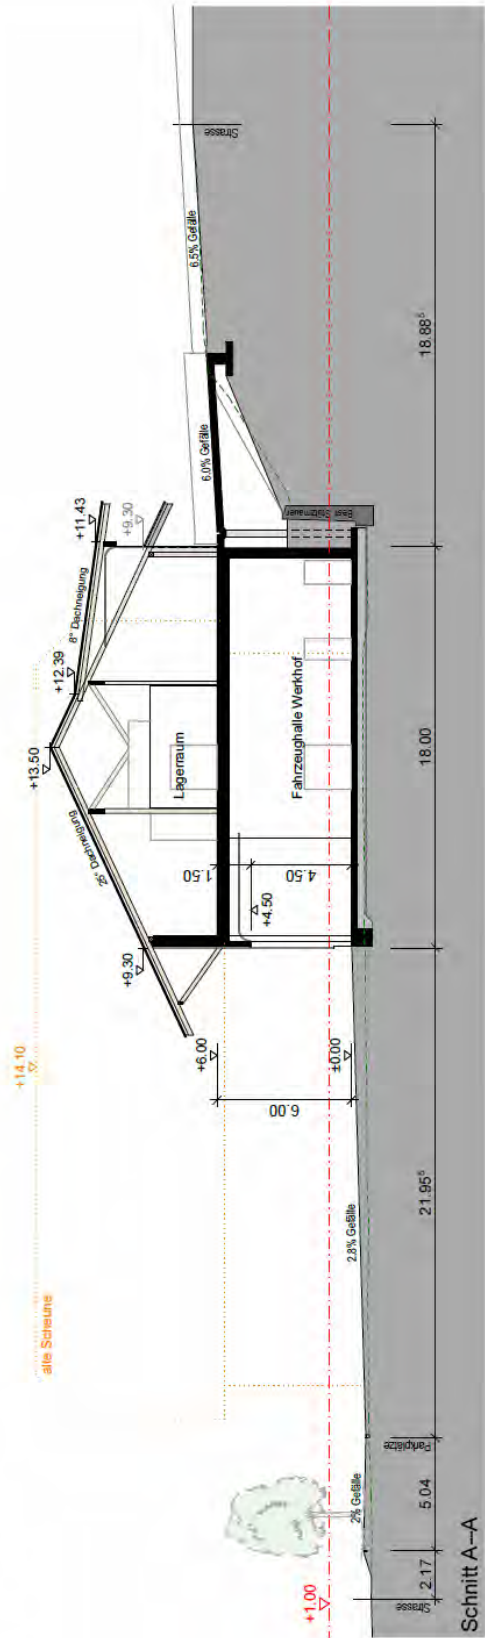 +14.10
alte Scheune
+13.50
+12.39
8° Dachneigung
+11.43
+9.30
26° Dachneigung
+9.30
Lagerraum
6.0% Gefälle
6.5% Gefälle
Strasse
+6.00
1.50
+4.50
4.50
Fahrzeughalle Werkhof
Best. Stützmauer
6.00
±0.00
+1.00
2% Gefälle
2.8% Gefälle
Strasse
Parkplätze
2.17
5.04
21.95⁵
18.00
18.88⁵
Schnitt A–A